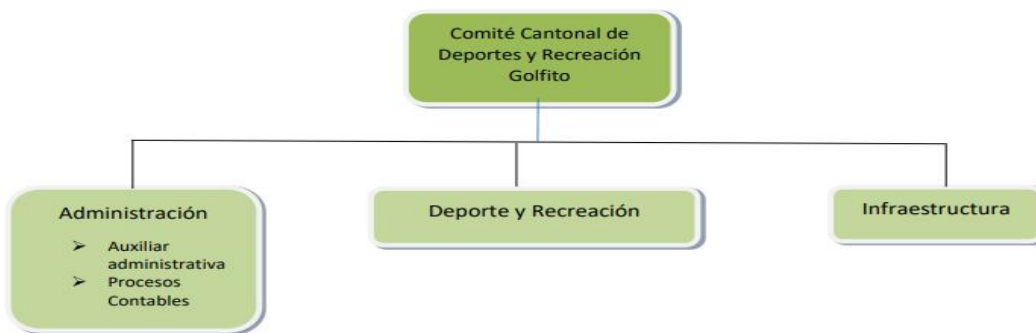 Comité Cantonal de
Deportes y Recreación
Golfito
Administración
➢ Auxiliar
administrativa
➢ Procesos
Contables
Deporte y Recreación
Infraestructura